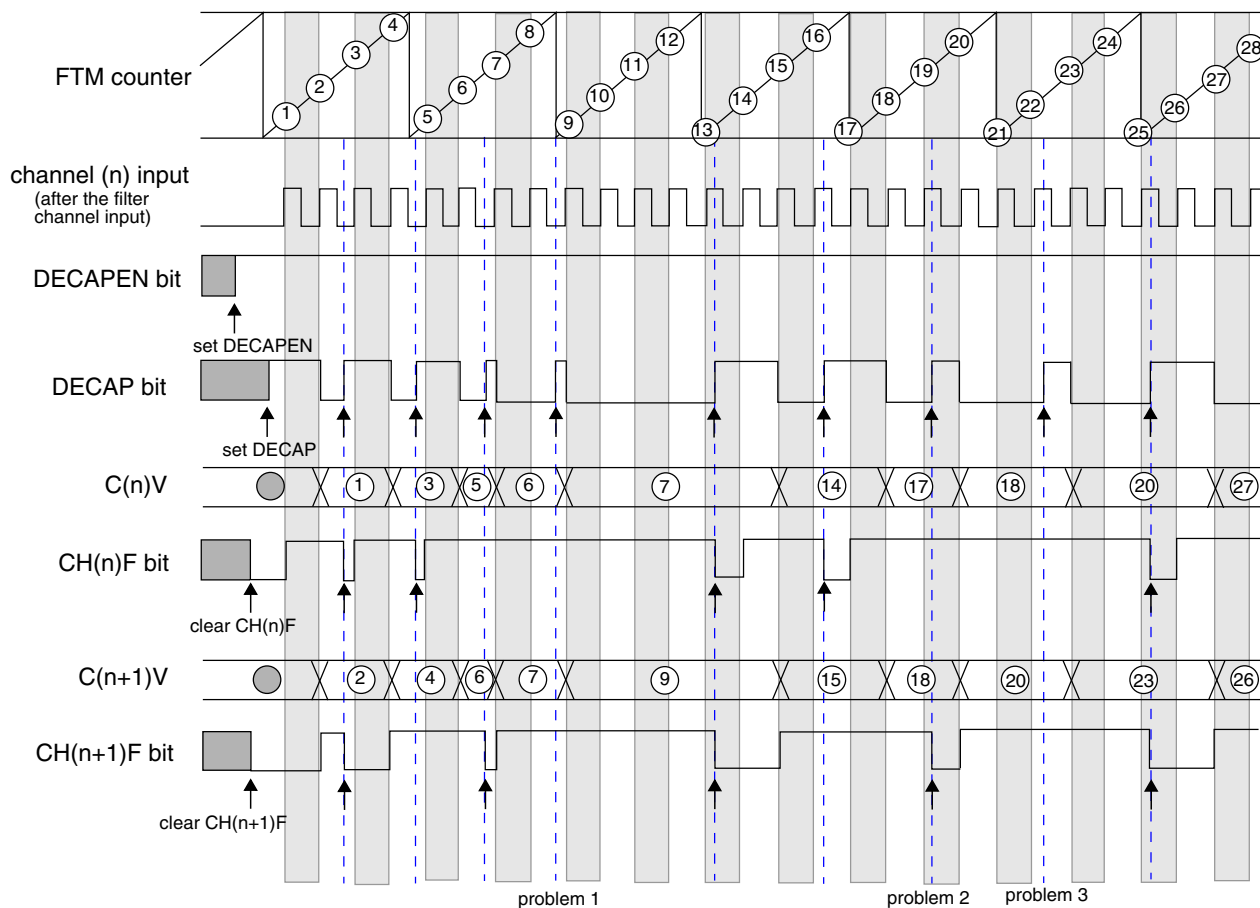 FTM counter
1 2 3 4 5 6 7 8 9 10 11 12 13 14 15 16 17 18 19 20 21 22 23 24 25 26 27 28
channel (n) input
(after the filter
channel input)
DECAPEN bit
set DECAPEN
DECAP bit
set DECAP
C(n)V
1 3 5 6 7 14 17 18 20 27
CH(n)F bit
clear CH(n)F
C(n+1)V
2 4 6 7 9 15 18 20 23 26
CH(n+1)F bit
clear CH(n+1)F
problem 1 problem 2 problem 3